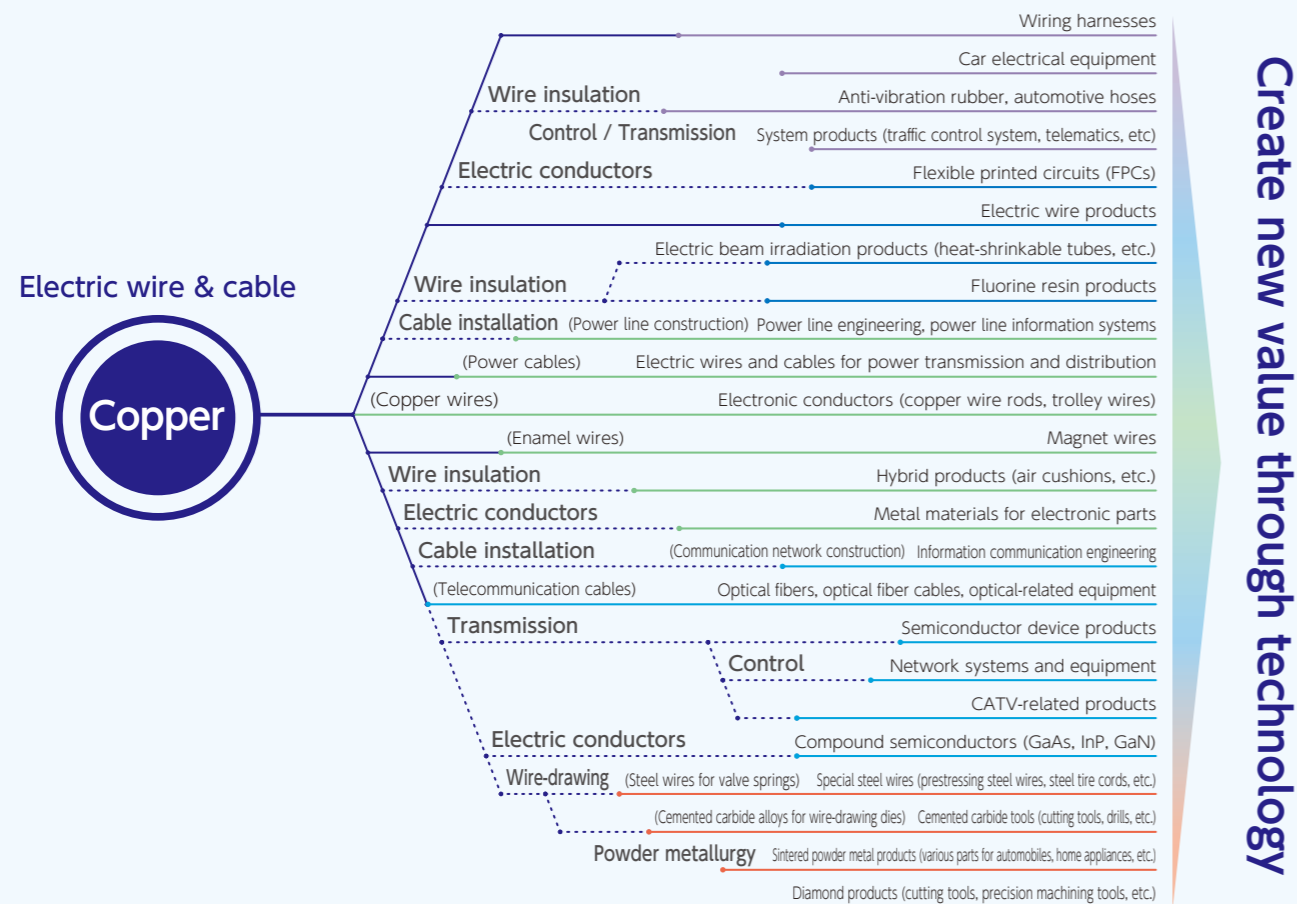 Wiring harnesses
Car electrical equipment
Wire insulation Anti-vibration rubber, automotive hoses
Control / Transmission System products (traffic control system, telematics, etc)
Electric conductors Flexible printed circuits (FPCs)
Electric wire products
Electric beam irradiation products (heat-shrinkable tubes, etc.)
Electric wire & cable
Wire insulation Fluorine resin products
Cable installation (Power line construction) Power line engineering, power line information systems
(Power cables) Electric wires and cables for power transmission and distribution
Copper
(Copper wires) Electronic conductors (copper wire rods, trolley wires)
(Enamel wires) Magnet wires
Wire insulation Hybrid products (air cushions, etc.)
Electric conductors Metal materials for electronic parts
Cable installation (Communication network construction) Information communication engineering
(Telecommunication cables) Optical fibers, optical fiber cables, optical-related equipment
Transmission Semiconductor device products
Control Network systems and equipment
CATV-related products
Electric conductors Compound semiconductors (GaAs, InP, GaN)
Wire-drawing (Steel wires for valve springs) Special steel wires (prestressing steel wires, steel tire cords, etc.)
(Cemented carbide alloys for wire-drawing dies) Cemented carbide tools (cutting tools, drills, etc.)
Powder metallurgy Sintered powder metal products (various parts for automobiles, home appliances, etc.)
Diamond products (cutting tools, precision machining tools, etc.)
Create new value through technology